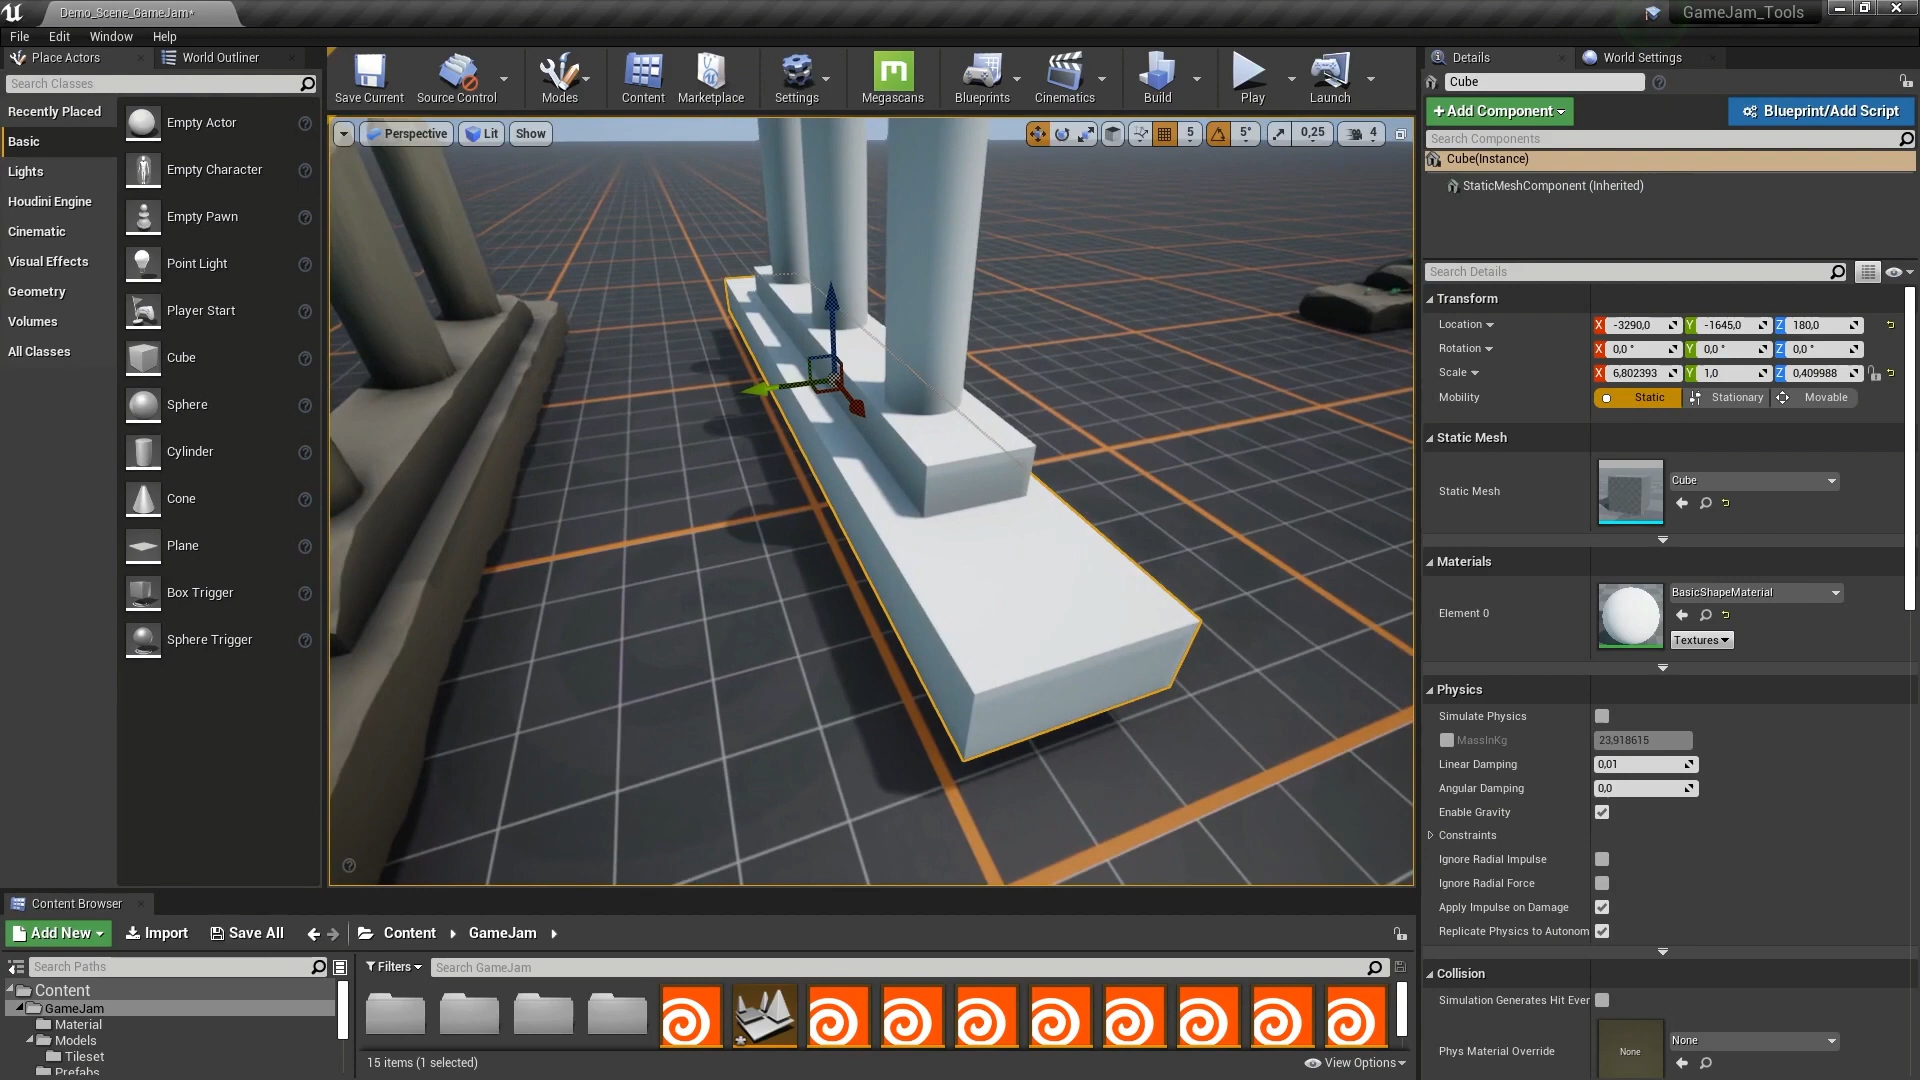 Demo_Scene_GameJam*
GameJam_Tools
File Edit Window Help
Place Actors World Outliner
Search Classes
Recently Placed
Basic
Lights
Houdini Engine
Cinematic
Visual Effects
Geometry
Volumes
All Classes
Empty Actor
Empty Character
Empty Pawn
Point Light
Player Start
Cube
Sphere
Cylinder
Cone
Plane
Box Trigger
Sphere Trigger
Save Current Source Control Modes Content Marketplace Settings Megascans Blueprints Cinematics Build Play Launch
Perspective Lit Show
5 5° 0,25 4
Details World Settings
Cube
+Add Component Blueprint/Add Script
Search Components
Cube(Instance)
StaticMeshComponent (Inherited)
Search Details
Transform
Location X -3290,0 Y -1645,0 Z 180,0
Rotation X 0,0 ° Y 0,0 ° Z 0,0 °
Scale X 6,802393 Y 1,0 Z 0,409988
Mobility Static Stationary Movable
Static Mesh
Static Mesh Cube
Materials
Element 0 BasicShapeMaterial
Textures
Physics
Simulate Physics
MassInKg 23,918615
Linear Damping 0,01
Angular Damping 0,0
Enable Gravity
Constraints
Ignore Radial Impulse
Ignore Radial Force
Apply Impulse on Damage
Replicate Physics to Autonom
Collision
Simulation Generates Hit Ever
Phys Material Override None None
Content Browser
Add New Import Save All Content GameJam
Search Paths
Filters Search GameJam
Content
GameJam
Material
Models
Tileset
Prefabs
15 items (1 selected) View Options